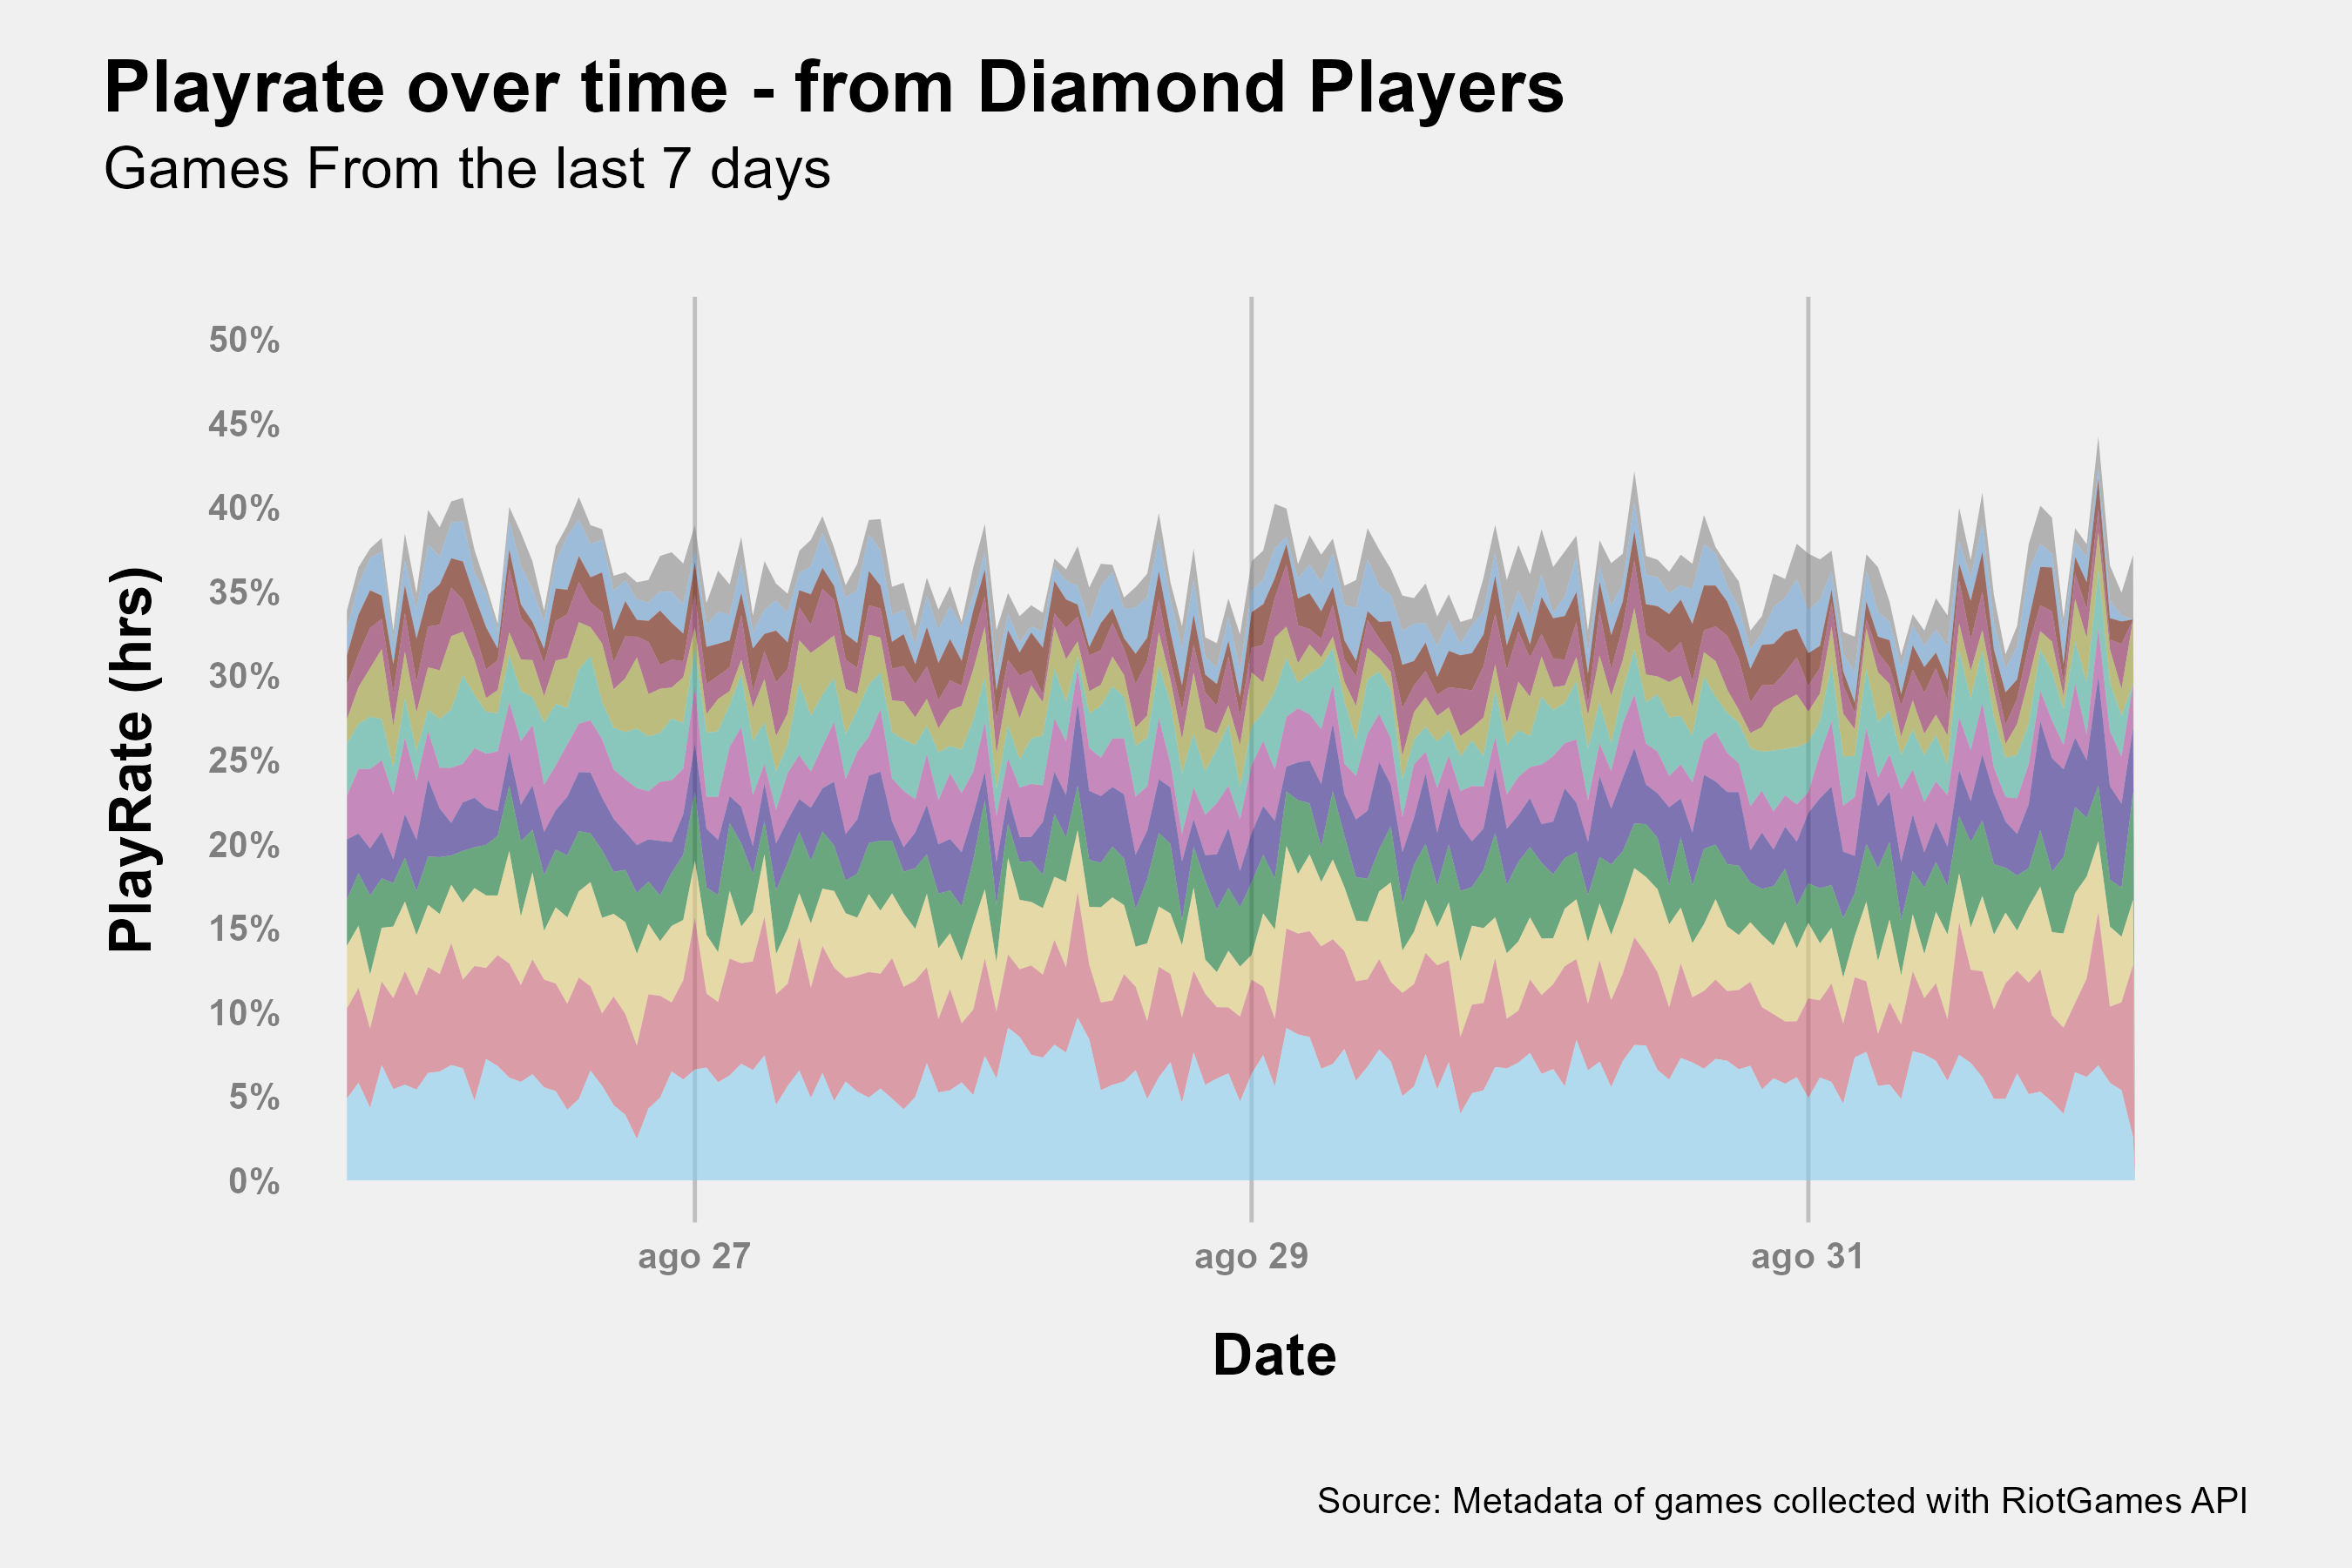 Playrate over time - from Diamond Players
Games From the last 7 days
50%
45%
40%
35%
30%
25%
20%
15%
10%
5%
0%
PlayRate (hrs)
ago 27
ago 29
ago 31
Date
Source: Metadata of games collected with RiotGames API